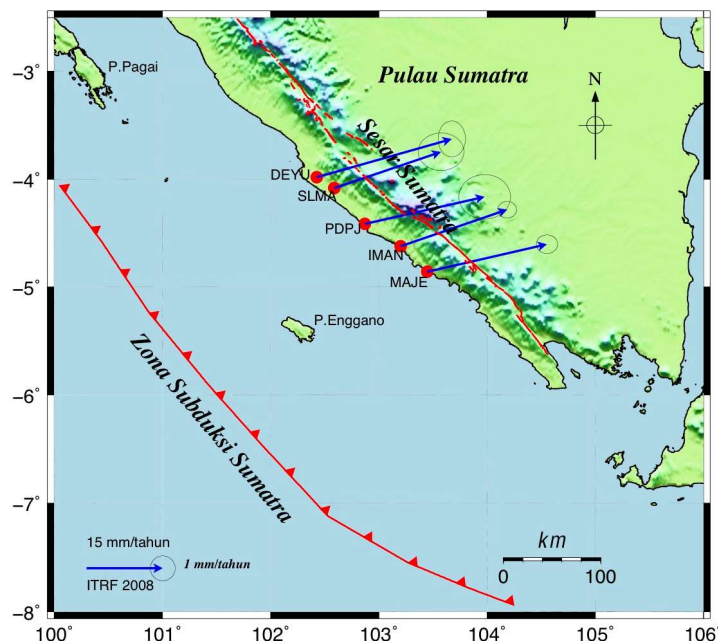 −3˚
−4˚
−5˚
−6˚
−7˚
−8˚
P.Pagai
Pulau Sumatra
N
Sesar Sumatra
DEYU
SLMA
PDPJ
IMAN
MAJE
P.Enggano
Zona Subduksi Sumatra
15 mm/tahun
1 mm/tahun
ITRF 2008
km
0 100
100˚ 101˚ 102˚ 103˚ 104˚ 105˚ 106˚